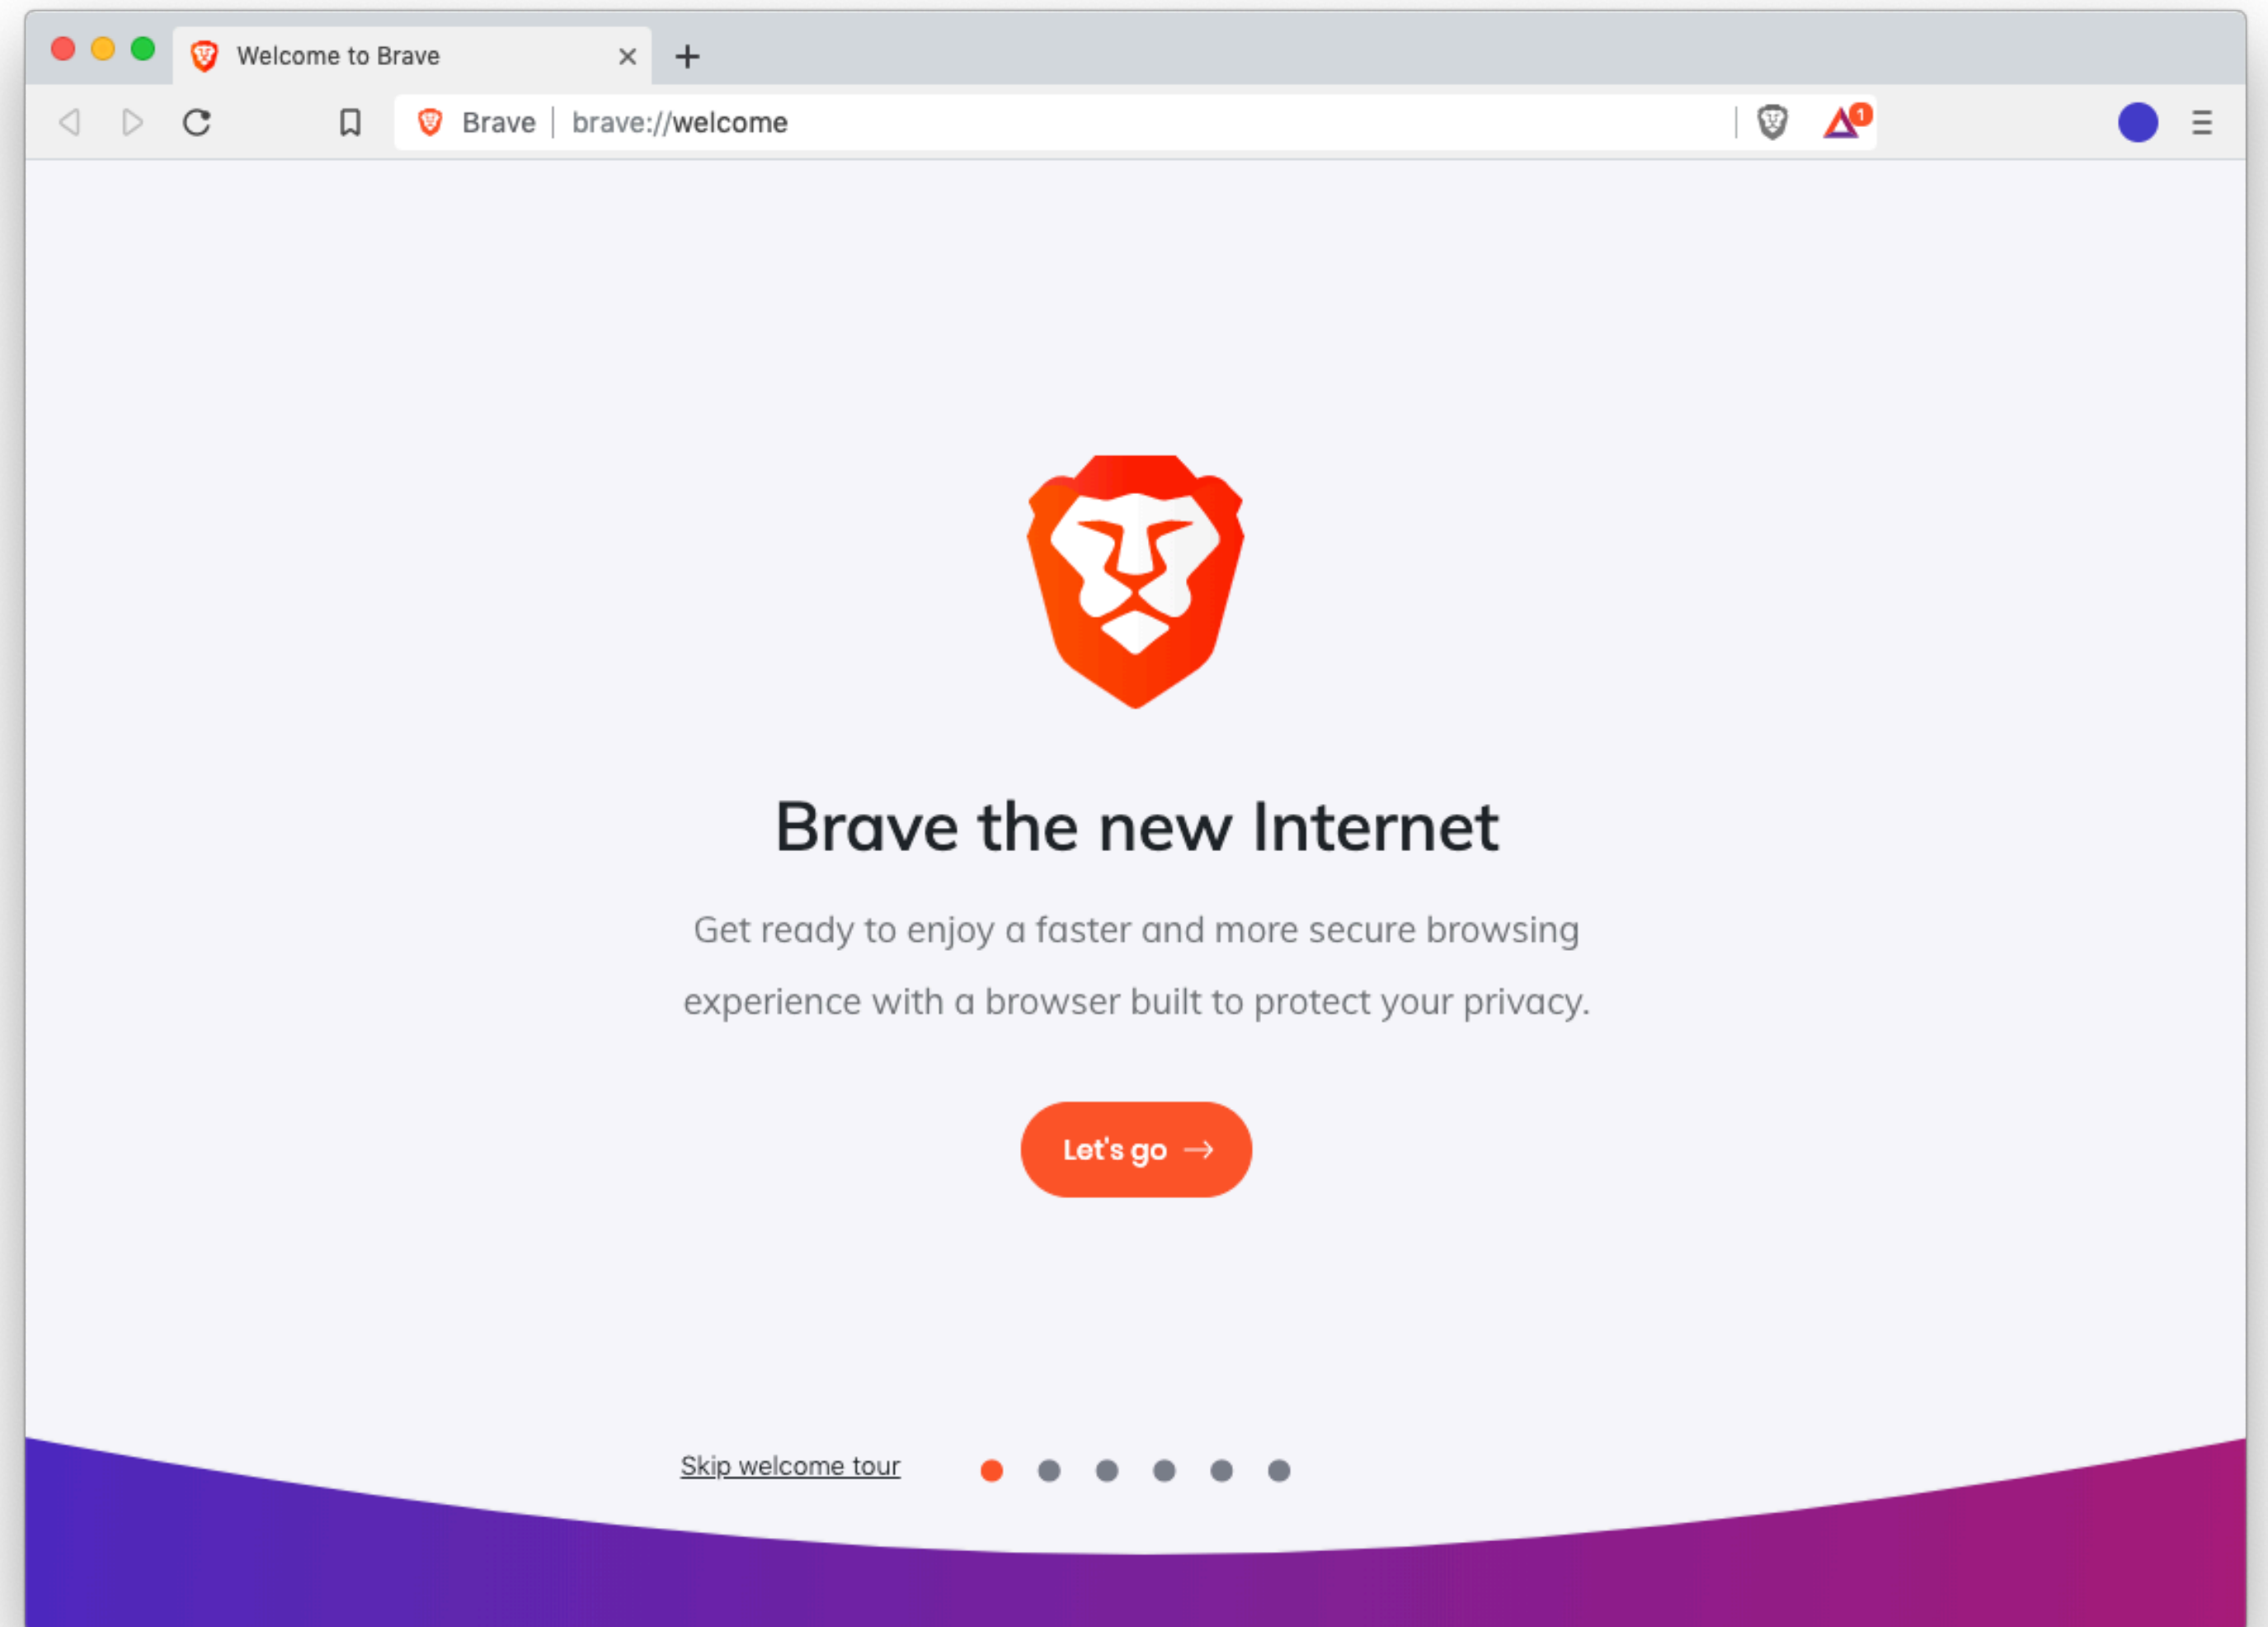 Welcome to Brave
Brave | brave://welcome
1
Brave the new Internet
Get ready to enjoy a faster and more secure browsing
experience with a browser built to protect your privacy.
Let's go →
Skip welcome tour